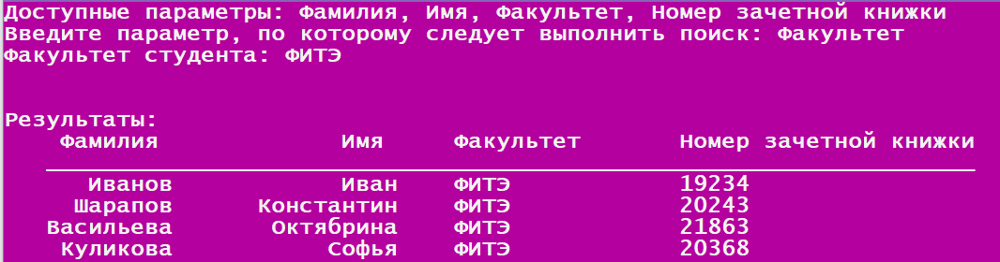 Доступные параметры: Фамилия, Имя, Факультет, Номер зачетной книжки
Введите параметр, по которому следует выполнить поиск: Факультет
Факультет студента: ФИТЭ
Результаты:
Фамилия Имя Факультет Номер зачетной книжки
Иванов Иван ФИТЭ 19234
Шарапов Константин ФИТЭ 20243
Васильева Октябрина ФИТЭ 21863
Куликова Софья ФИТЭ 20368